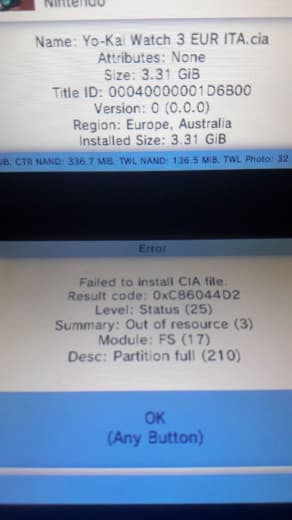 Nintendo
Name: Yo-Kai Watch 3 EUR ITA.cia
Attributes: None
Size: 3.31 GiB
Title ID: 00040000001D6B00
Version: 0 (0.0.0)
Region: Europe, Australia
Installed Size: 3.31 GiB
iB, CTR NAND: 336.7 MiB, TWL NAND: 136.5 MiB, TWL Photo: 32.
Error
Failed to install CIA file.
Result code: 0xC86044D2
Level: Status (25)
Summary: Out of resource (3)
Module: FS (17)
Desc: Partition full (210)
OK
(Any Button)